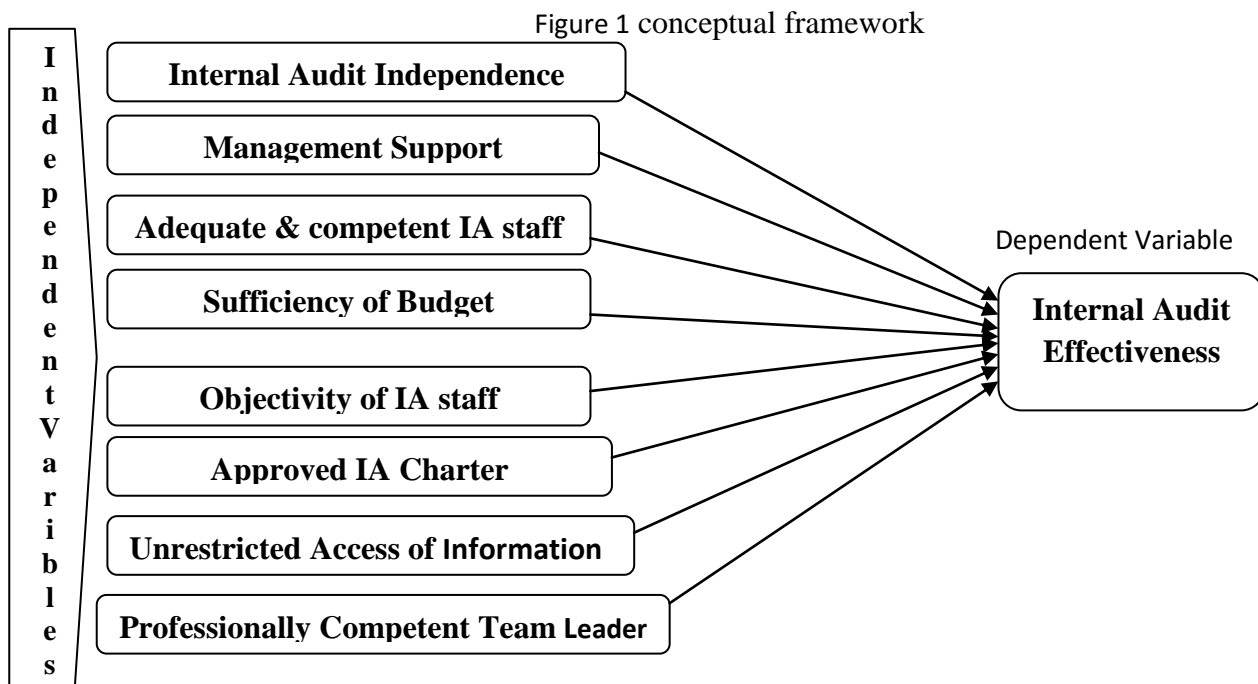 Figure 1 conceptual framework
IndependentVaribles
Internal Audit Independence
Management Support
Adequate & competent IA staff
Sufficiency of Budget
Objectivity of IA staff
Approved IA Charter
Unrestricted Access of Information
Professionally Competent Team Leader
Dependent Variable
Internal Audit
Effectiveness